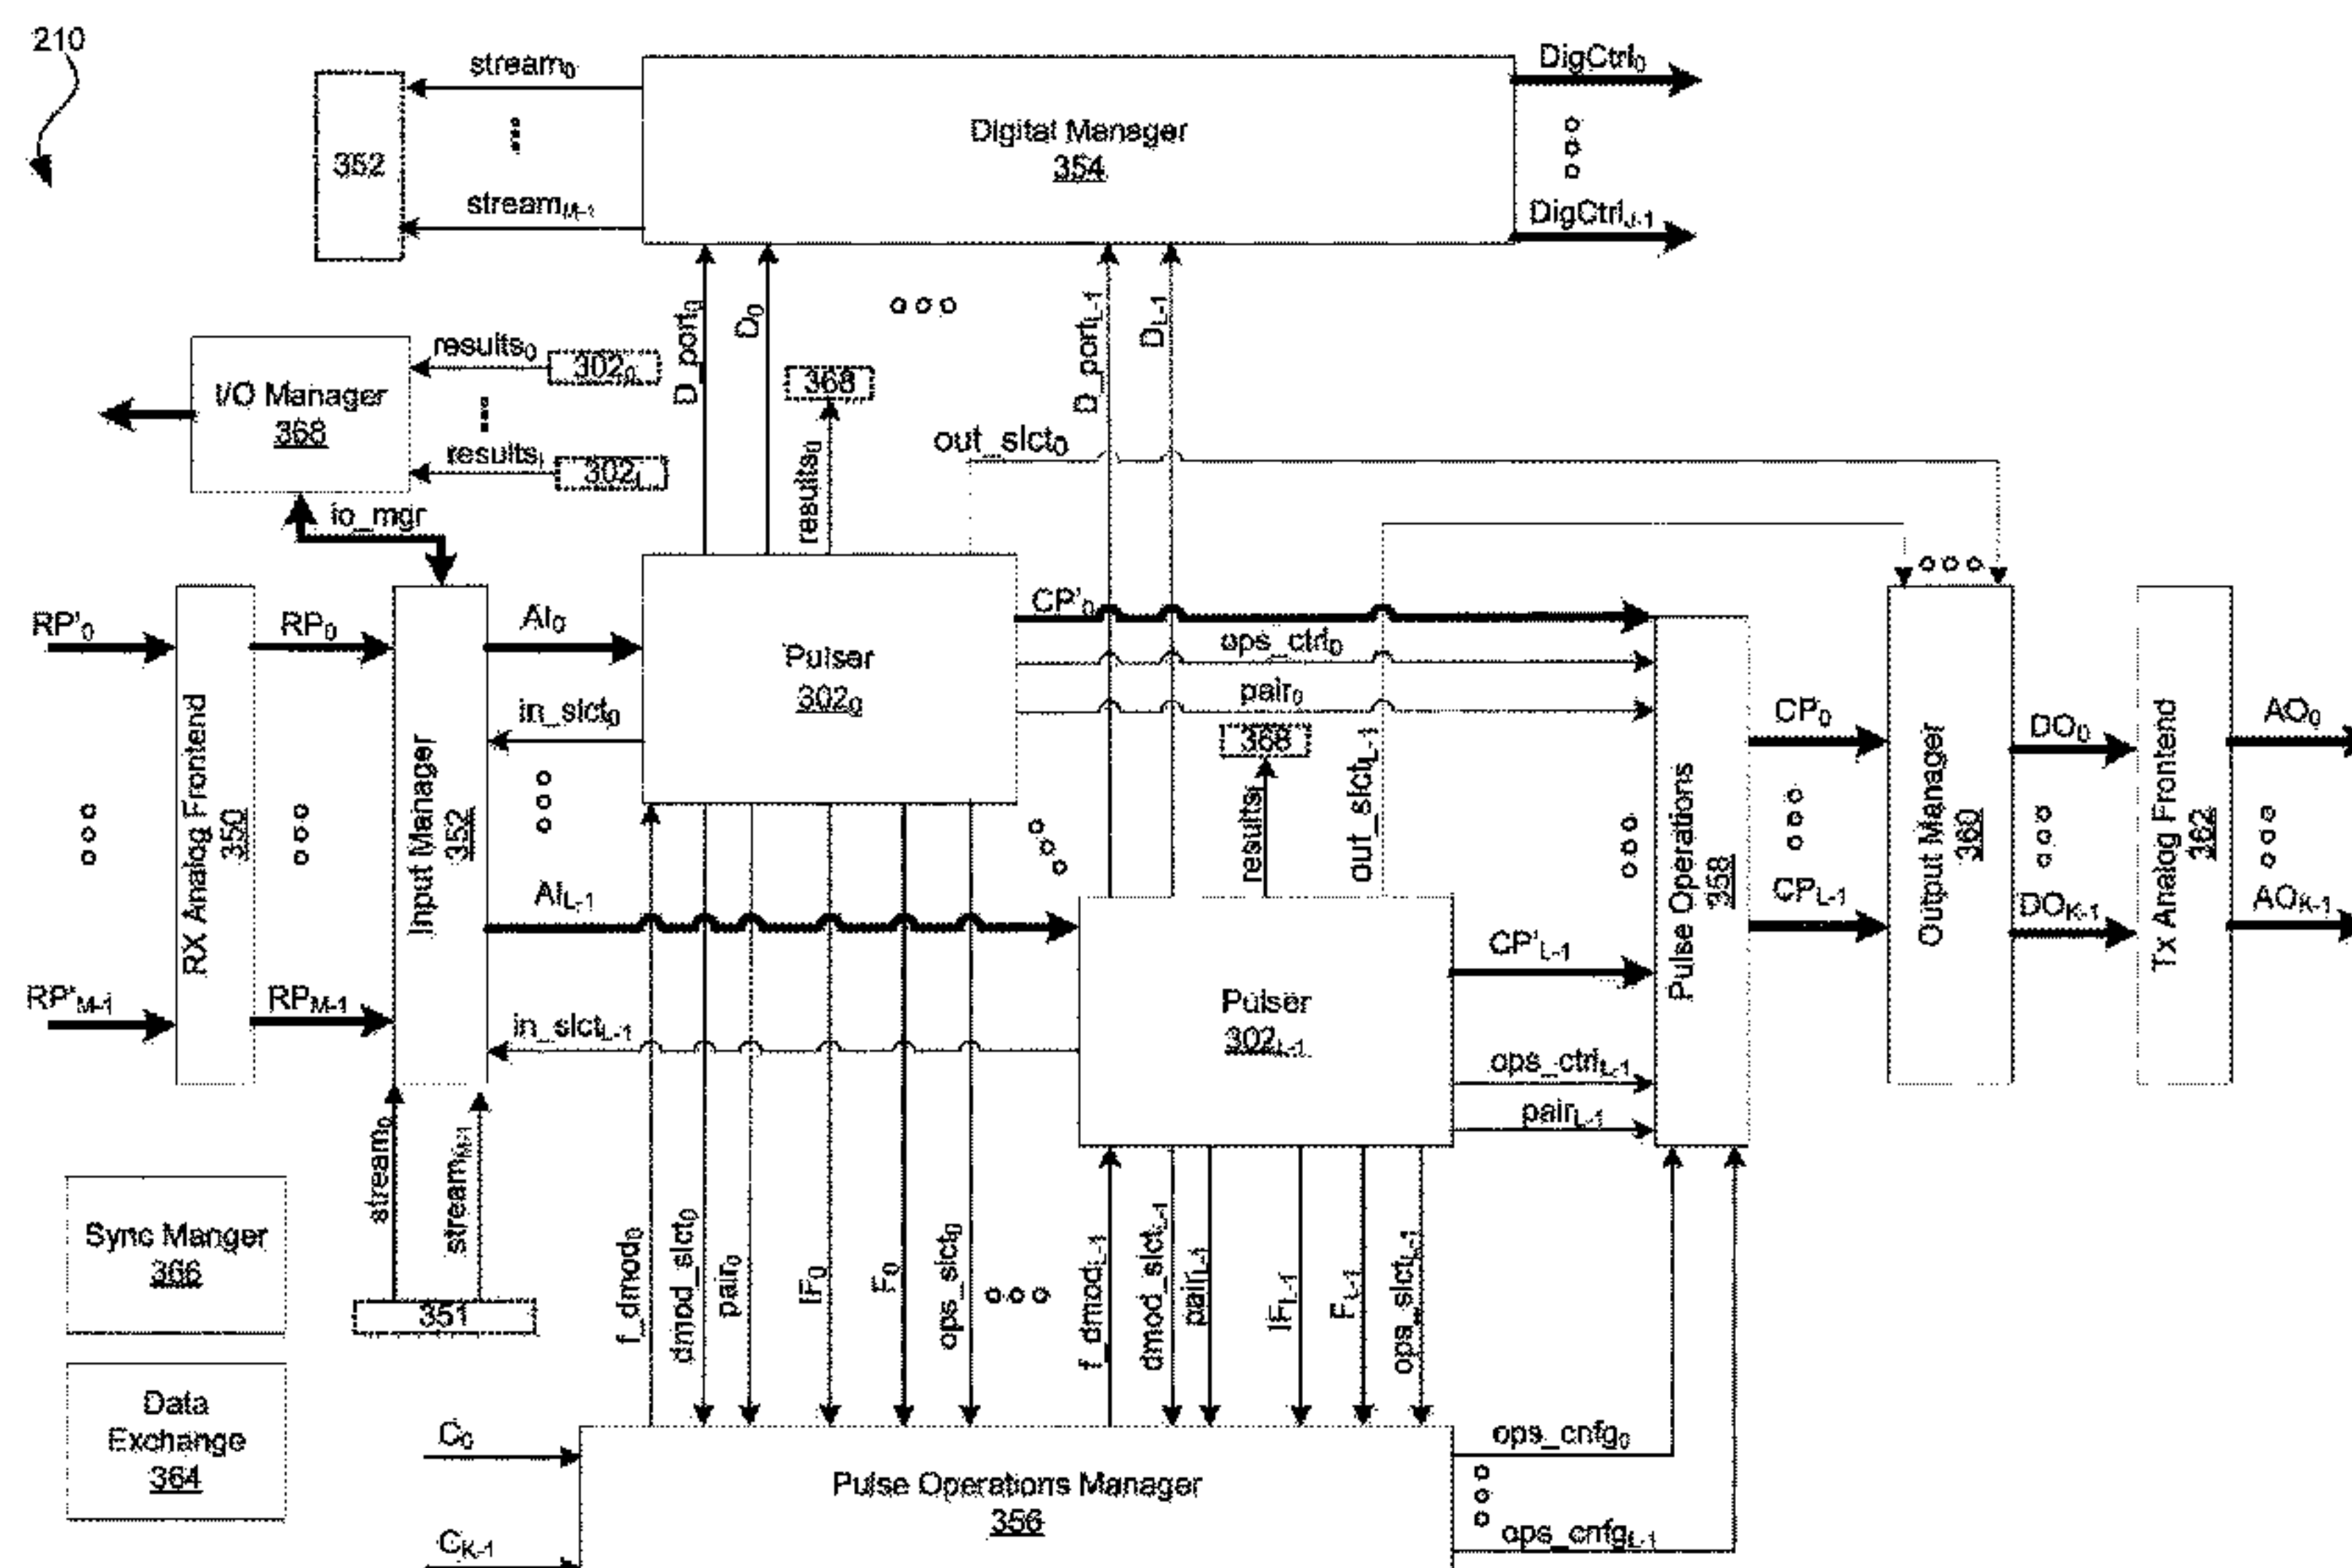 210
stream₀
352
streamM-1
Digital Manager
354
DigCtrl₀
DigCtrlJ-1
D_port₀
D₀
D_portL-1
DL-1
I/O Manager
368
results₀
302₀
resultsₗ
302ₗ
io_mgr
368
results₀
out_slct₀
RP'₀
RP'M-1
RX Analog Frontend
350
RP₀
RPM-1
Input Manager
352
AI₀
in_slct₀
AIL-1
in_slctL-1
Pulser
302₀
CP'₀
ops_ctrl₀
pair₀
368
resultsₗ
out_slctL-1
Pulser
302L-1
CP'L-1
ops_ctrlL-1
pairL-1
Pulse Operations
358
CP₀
CPL-1
Output Manager
360
DO₀
DOK-1
Tx Analog Frontend
362
AO₀
AOK-1
stream₀
streamM-1
351
Sync Manger
366
Data
Exchange
364
f_dmod₀
dmod_slct₀
pair₀
IF₀
F₀
ops_slct₀
f_dmodL-1
dmod_slctL-1
pairL-1
IFL-1
FL-1
ops_slctL-1
C₀
CK-1
Pulse Operations Manager
356
ops_cnfg₀
ops_cnfgL-1